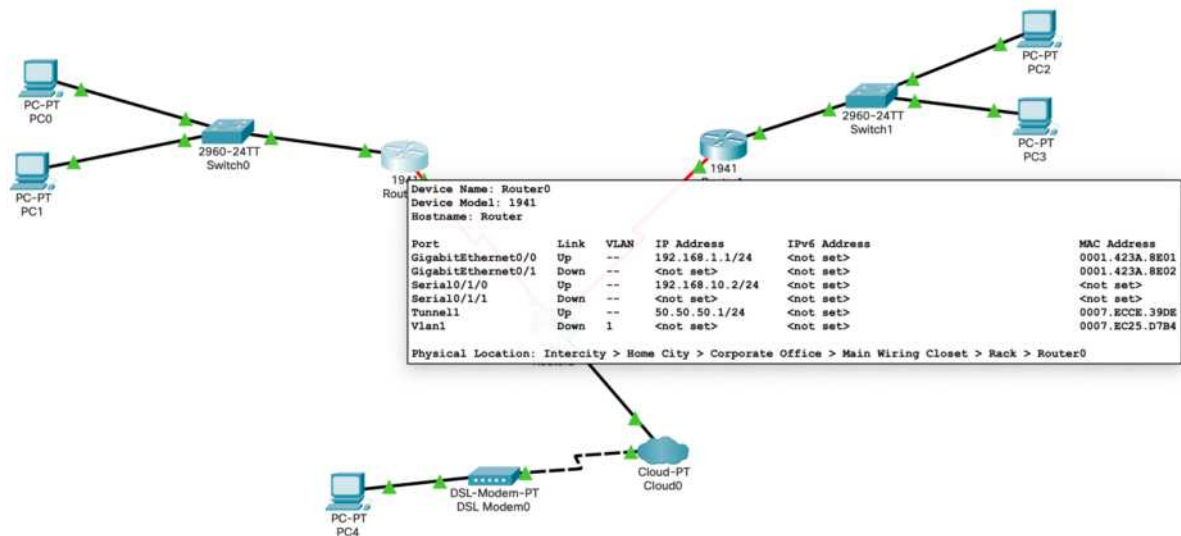 PC-PT
PC0
PC-PT
PC1
2960-24TT
Switch0
1941
PC-PT
PC2
2960-24TT
Switch1
PC-PT
PC3
1941
Device Name: Router0
Device Model: 1941
Hostname: Router
Port Link VLAN IP Address IPv6 Address MAC Address
GigabitEthernet0/0 Up -- 192.168.1.1/24 <not set> 0001.423A.8E01
GigabitEthernet0/1 Down -- <not set> <not set> 0001.423A.8E02
Serial0/1/0 Up -- 192.168.10.2/24 <not set> <not set>
Serial0/1/1 Down -- <not set> <not set> <not set>
Tunnel1 Up -- 50.50.50.1/24 <not set> 0007.ECCE.39DE
Vlan1 Down 1 <not set> <not set> 0007.EC25.D7B4
Physical Location: Intercity > Home City > Corporate Office > Main Wiring Closet > Rack > Router0
Cloud-PT
Cloud0
DSL-Modem-PT
DSL Modem0
PC-PT
PC4